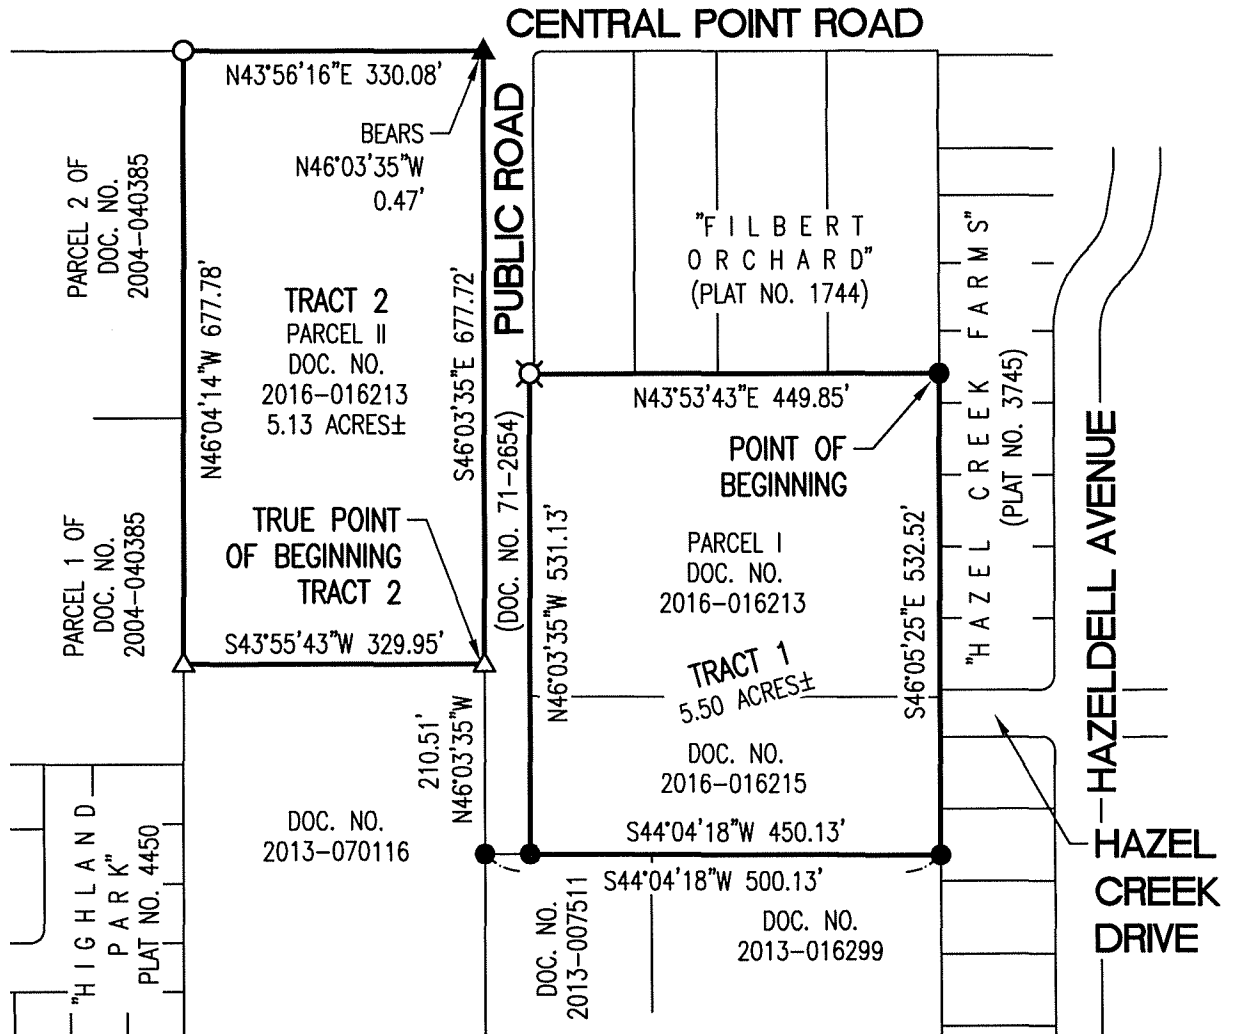 CENTRAL POINT ROAD
N43°56'16"E 330.08'
BEARS
N46°03'35"W
0.47'
PUBLIC ROAD
(DOC. NO. 71-2654)
PARCEL 2 OF
DOC. NO.
2004-040385
N46°04'14"W 677.78'
TRACT 2
PARCEL II
DOC. NO.
2016-016213
5.13 ACRES±
S46°03'35"E 677.72'
"FILBERT
ORCHARD"
(PLAT NO. 1744)
"HAZEL CREEK FARMS"
(PLAT NO. 3745)
N43°53'43"E 449.85'
POINT OF
BEGINNING
PARCEL 1 OF
DOC. NO.
2004-040385
TRUE POINT
OF BEGINNING
TRACT 2
S43°55'43"W 329.95'
N46°03'35"W 531.13'
PARCEL I
DOC. NO.
2016-016213
TRACT 1
5.50 ACRES±
S46°05'25"E 532.52'
DOC. NO.
2016-016215
HAZELDELL AVENUE
210.51'
N46°03'35"W
S44°04'18"W 450.13'
S44°04'18"W 500.13'
DOC. NO.
2013-070116
"HIGHLAND
PARK"
PLAT NO. 4450
DOC. NO.
2013-007511
DOC. NO.
2013-016299
HAZEL
CREEK
DRIVE